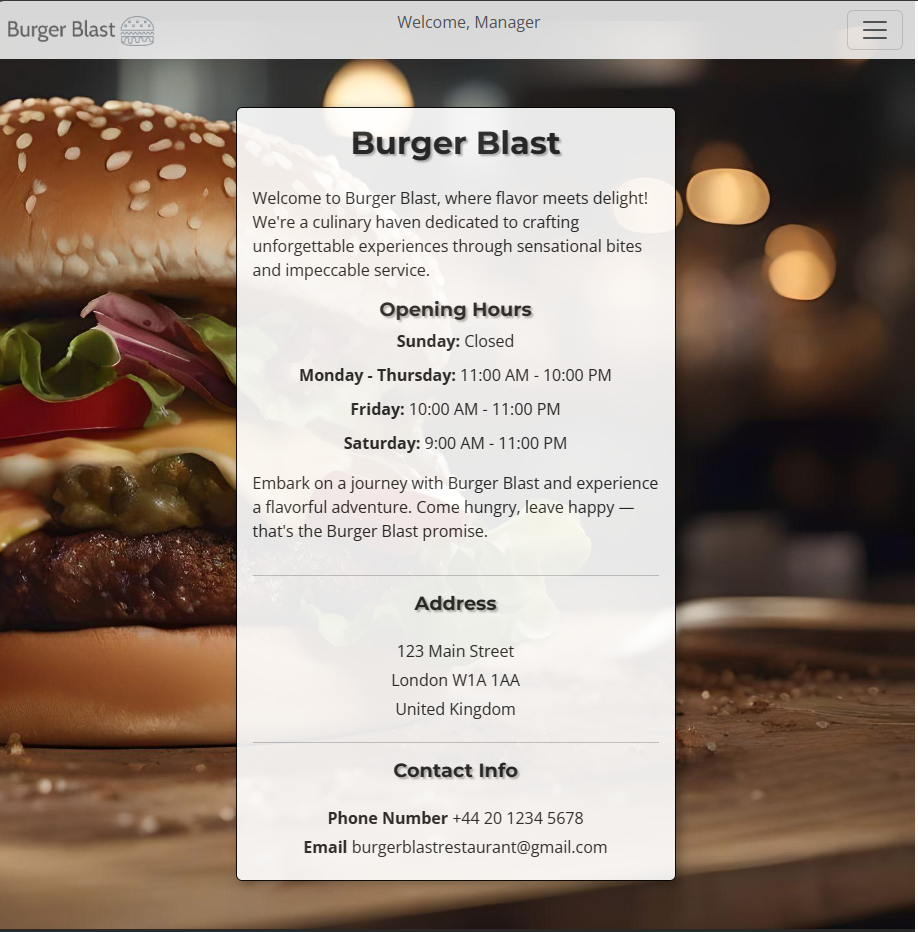 Burger Blast
Welcome, Manager
Burger Blast
Welcome to Burger Blast, where flavor meets delight!
We're a culinary haven dedicated to crafting
unforgettable experiences through sensational bites
and impeccable service.
Opening Hours
Sunday: Closed
Monday - Thursday: 11:00 AM - 10:00 PM
Friday: 10:00 AM - 11:00 PM
Saturday: 9:00 AM - 11:00 PM
Embark on a journey with Burger Blast and experience
a flavorful adventure. Come hungry, leave happy —
that's the Burger Blast promise.
Address
123 Main Street
London W1A 1AA
United Kingdom
Contact Info
Phone Number +44 20 1234 5678
Email burgerblastrestaurant@gmail.com